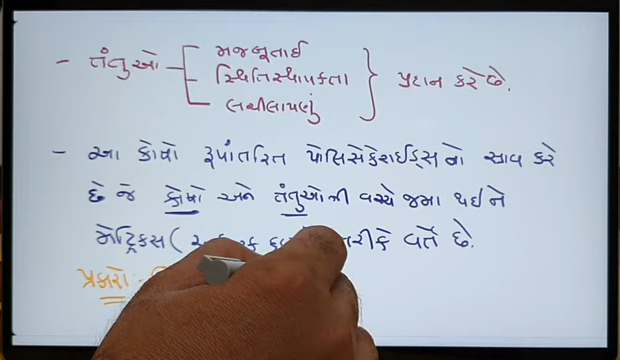 - તંતુઓ - મજબૂતાઈ
સ્થિતિસ્થાપકતા
લચીલાપણું
પ્રદાન કરે છે.
- આ કોષો રૂપાંતરિત પોલિસેકેરાઈડ્સનો સ્રાવ કરે
છે જે કોષો અને તંતુઓની વચ્ચે જમા થઈને
મેટ્રિક્સ ( તરીકે વર્તે છે.
પ્રકારો -